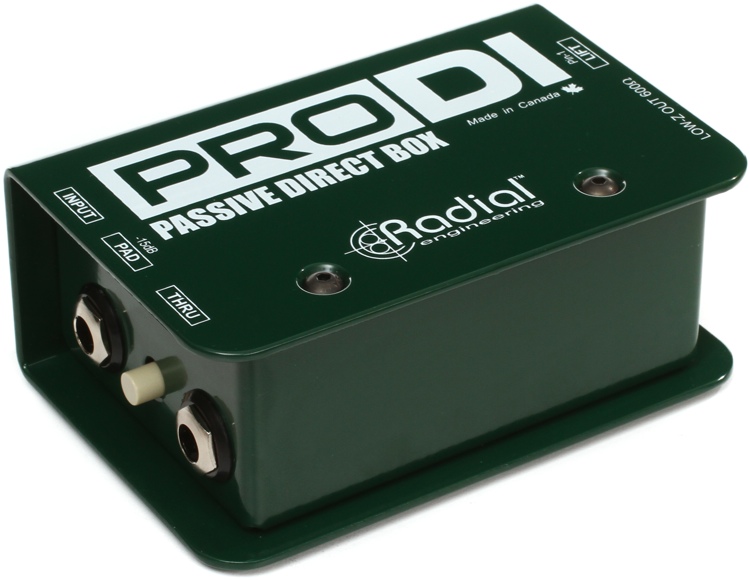 PRO DI
PASSIVE DIRECT BOX
Made in Canada
LIFT
Pin-1
LOW-Z OUT 600Ω
INPUT
-15dB
PAD
THRU
Radial™
engineering